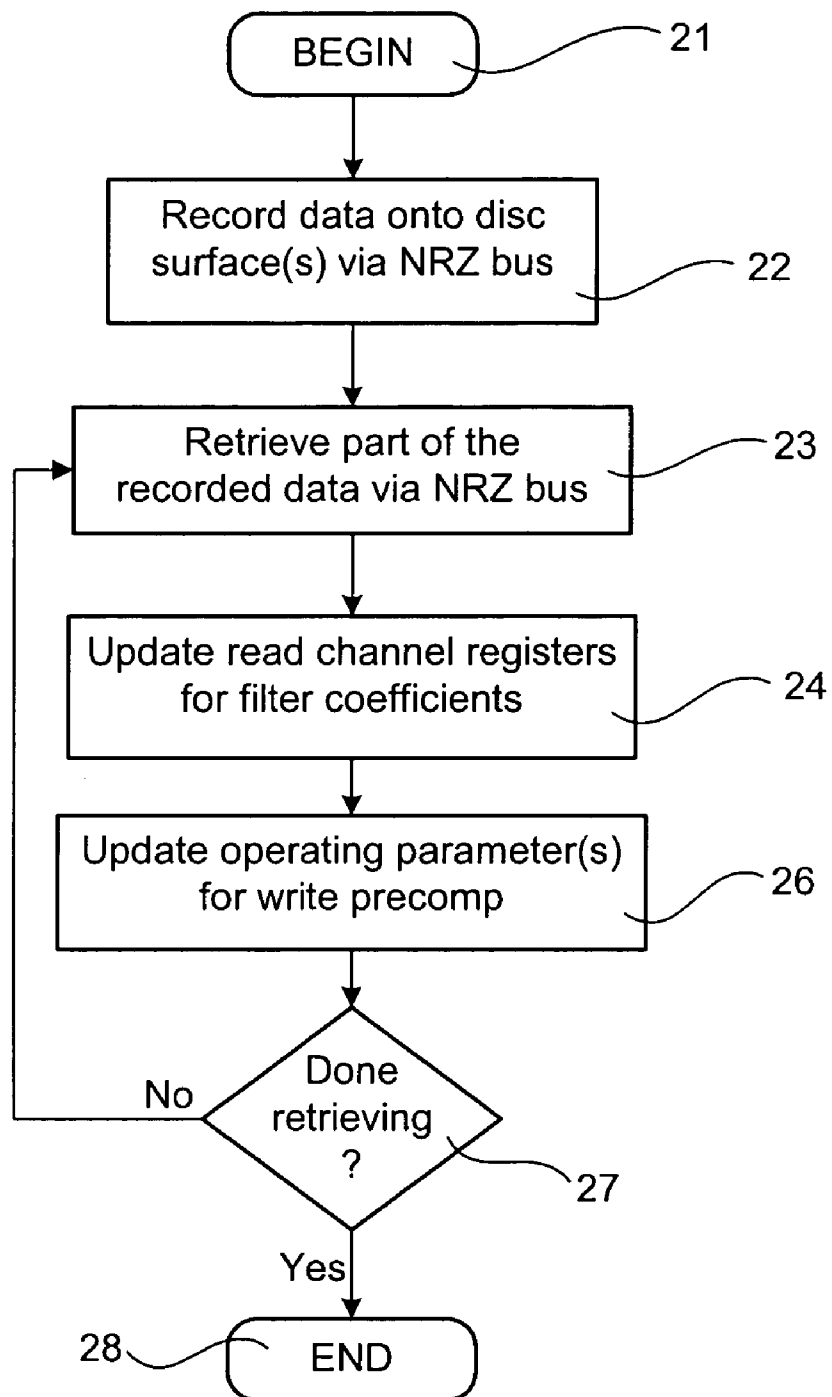 BEGIN
21
Record data onto disc
surface(s) via NRZ bus
22
Retrieve part of the
recorded data via NRZ bus
23
Update read channel registers
for filter coefficients
24
Update operating parameter(s)
for write precomp
26
No
Done
retrieving
?
27
Yes
28
END